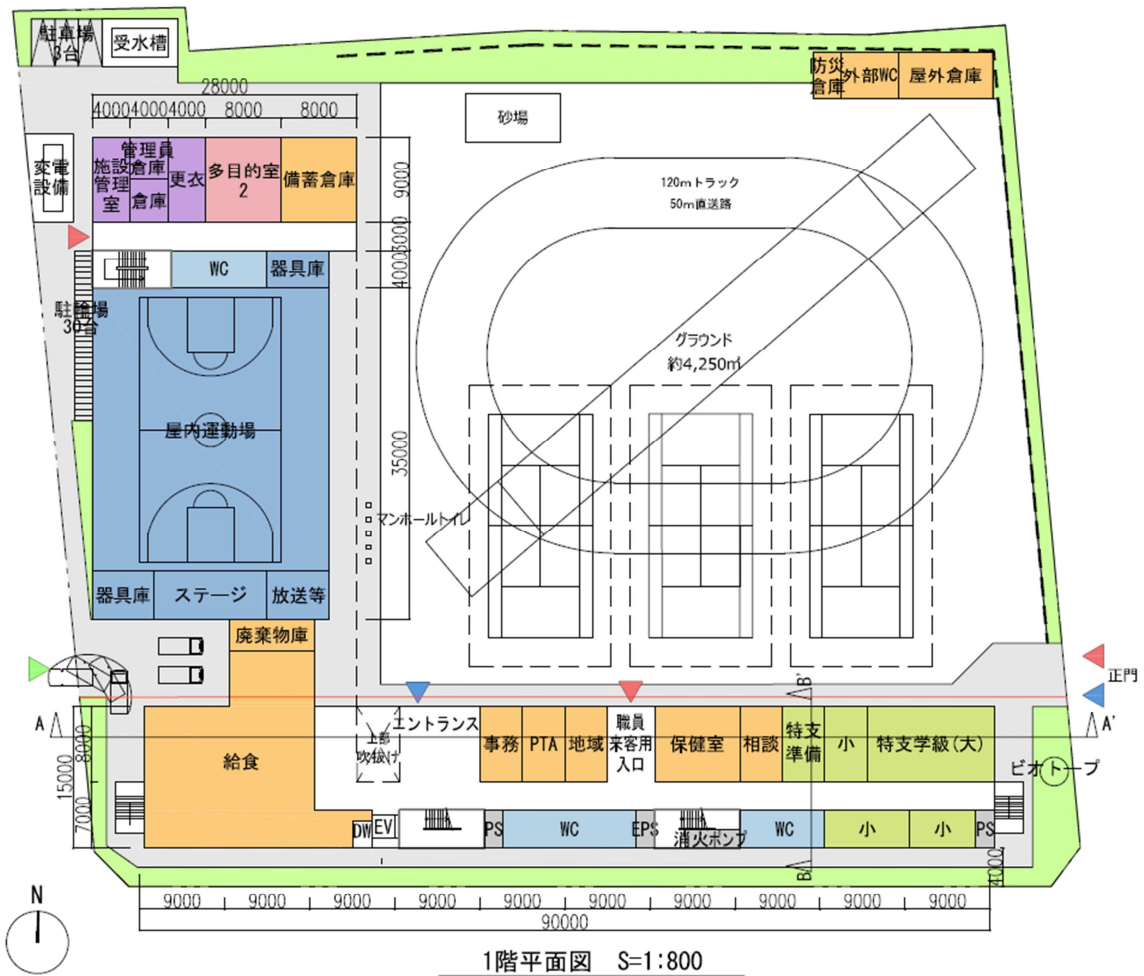 駐車場
3台
受水槽
防災
倉庫
外部WC
屋外倉庫
28000
4000
4000
4000
8000
8000
砂場
変電
設備
施設
管理
室
管理員
倉庫
倉庫
更衣
多目的室
2
備蓄倉庫
9000
120mトラック
50m直送路
3000
4000
WC
器具庫
駐輪場
30台
グラウンド
約4,250㎡
屋内運動場
35000
マンホールトイレ
器具庫
ステージ
放送等
廃棄物庫
正門
B'
A
A'
8000
15000
7000
給食
上部
吹抜け
エントランス
事務
PTA
地域
職員
来客用
入口
保健室
相談
特支
準備
小
特支学級(大)
ビオトープ
DW
EV
PS
WC
EPS
消火ポンプ
WC
小
小
PS
B
4000
9000
9000
9000
9000
9000
9000
9000
9000
9000
9000
90000
N
1階平面図 S=1:800